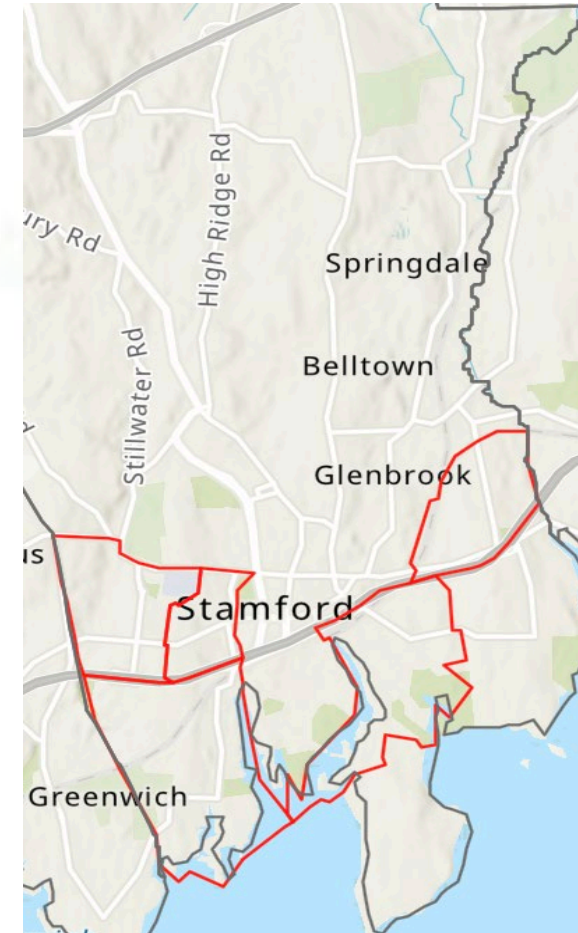 ury Rd
High Ridge Rd
Springdale
Stillwater Rd
Belltown
Glenbrook
us
Stamford
Greenwich